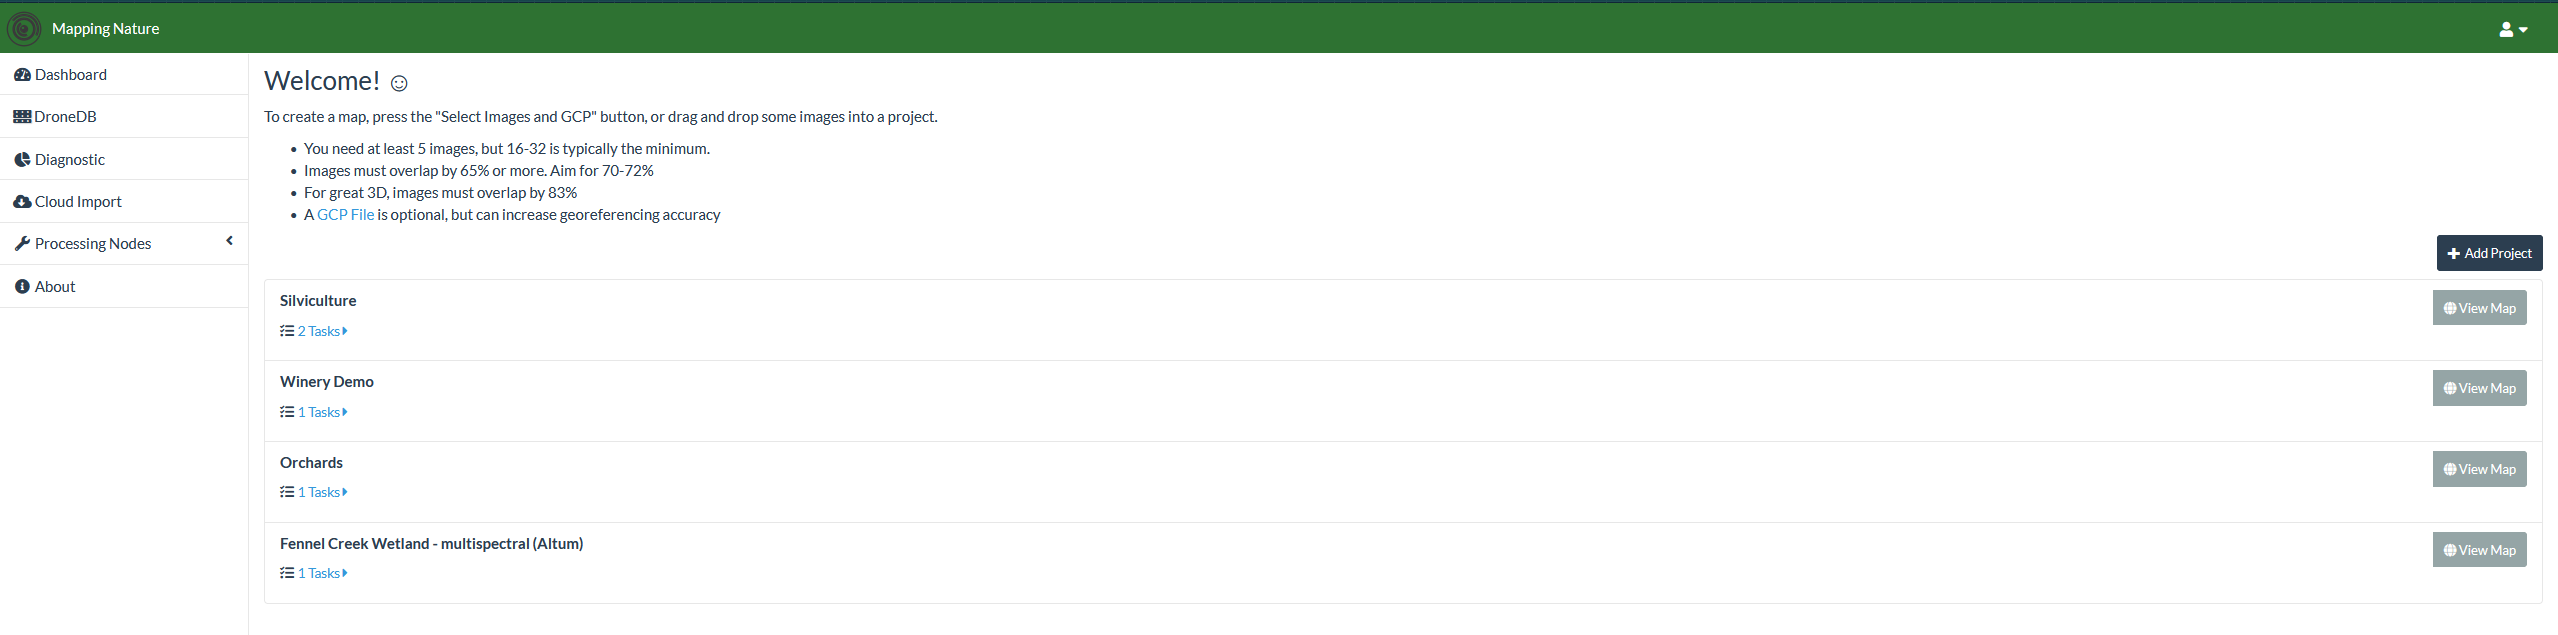 Mapping Nature
Dashboard
DroneDB
Diagnostic
Cloud Import
Processing Nodes
About
Welcome!
To create a map, press the "Select Images and GCP" button, or drag and drop some images into a project.
You need at least 5 images, but 16-32 is typically the minimum.
Images must overlap by 65% or more. Aim for 70-72%
For great 3D, images must overlap by 83%
A GCP File is optional, but can increase georeferencing accuracy
Add Project
Silviculture
View Map
2 Tasks
Winery Demo
View Map
1 Tasks
Orchards
View Map
1 Tasks
Fennel Creek Wetland - multispectral (Altum)
View Map
1 Tasks